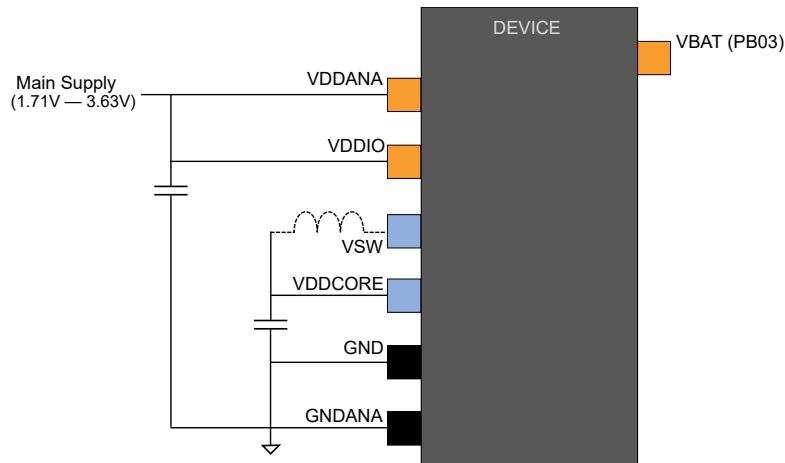 DEVICE
VBAT (PB03)
VDDANA
Main Supply
(1.71V — 3.63V)
VDDIO
VSW
VDDCORE
GND
GNDANA